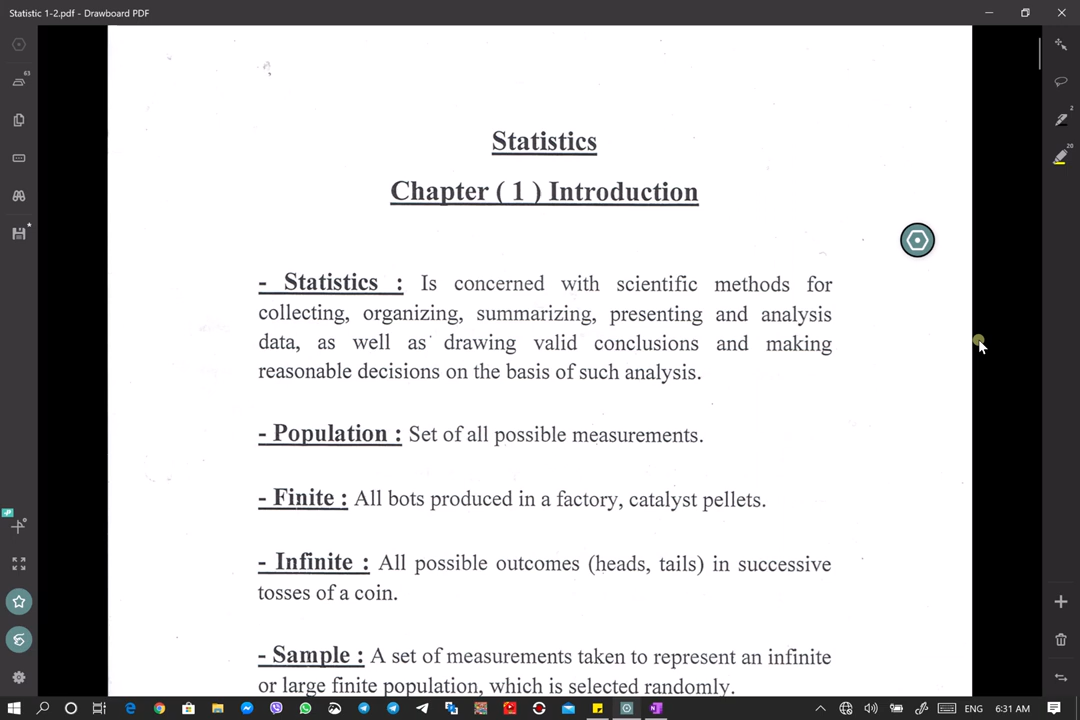 Statistic 1-2.pdf - Drawboard PDF
63
2
20
Statistics
Chapter ( 1 ) Introduction
- Statistics : Is concerned with scientific methods for
collecting, organizing, summarizing, presenting and analysis
data, as well as drawing valid conclusions and making
reasonable decisions on the basis of such analysis.
- Population : Set of all possible measurements.
- Finite : All bots produced in a factory, catalyst pellets.
- Infinite : All possible outcomes (heads, tails) in successive
tosses of a coin.
- Sample : A set of measurements taken to represent an infinite
or large finite population, which is selected randomly.
ENG 6:31 AM